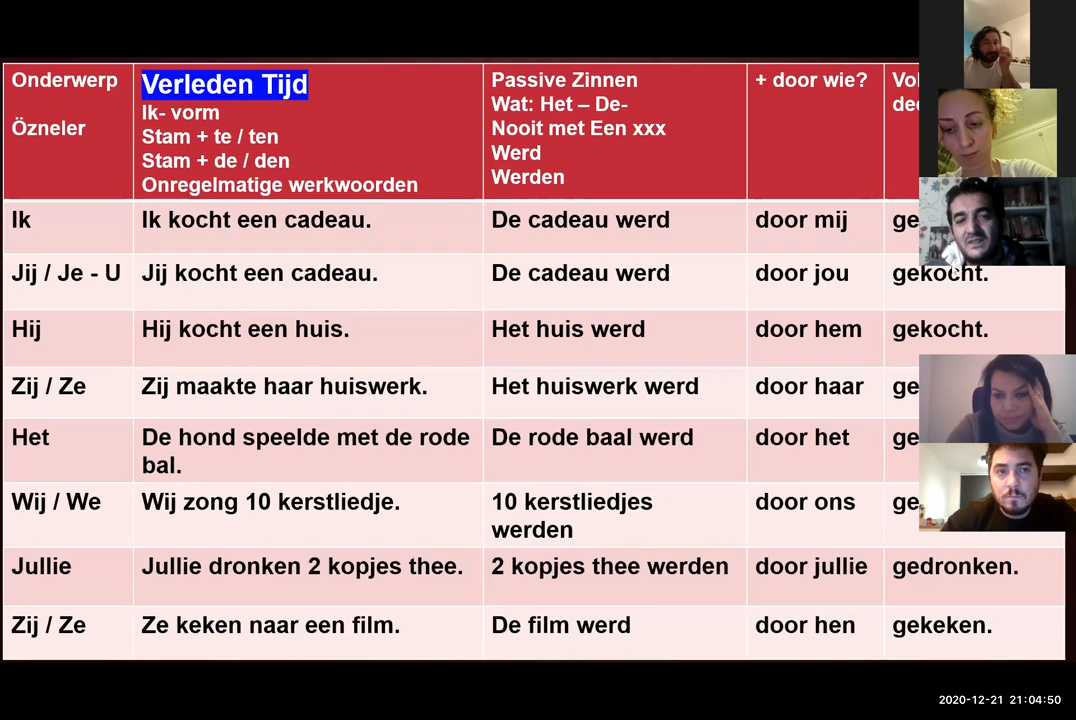 Onderwerp
Özneler
Verleden Tijd
Ik- vorm
Stam + te / ten
Stam + de / den
Onregelmatige werkwoorden
Passive Zinnen
Wat: Het – De-
Nooit met Een xxx
Werd
Werden
+ door wie?
Ik
Ik kocht een cadeau.
De cadeau werd
door mij
Jij / Je - U
Jij kocht een cadeau.
De cadeau werd
door jou
gekocht.
Hij
Hij kocht een huis.
Het huis werd
door hem
gekocht.
Zij / Ze
Zij maakte haar huiswerk.
Het huiswerk werd
door haar
Het
De hond speelde met de rode
bal.
De rode baal werd
door het
Wij / We
Wij zong 10 kerstliedje.
10 kerstliedjes
werden
door ons
Jullie
Jullie dronken 2 kopjes thee.
2 kopjes thee werden
door jullie
gedronken.
Zij / Ze
Ze keken naar een film.
De film werd
door hen
gekeken.
2020-12-21 21:04:50